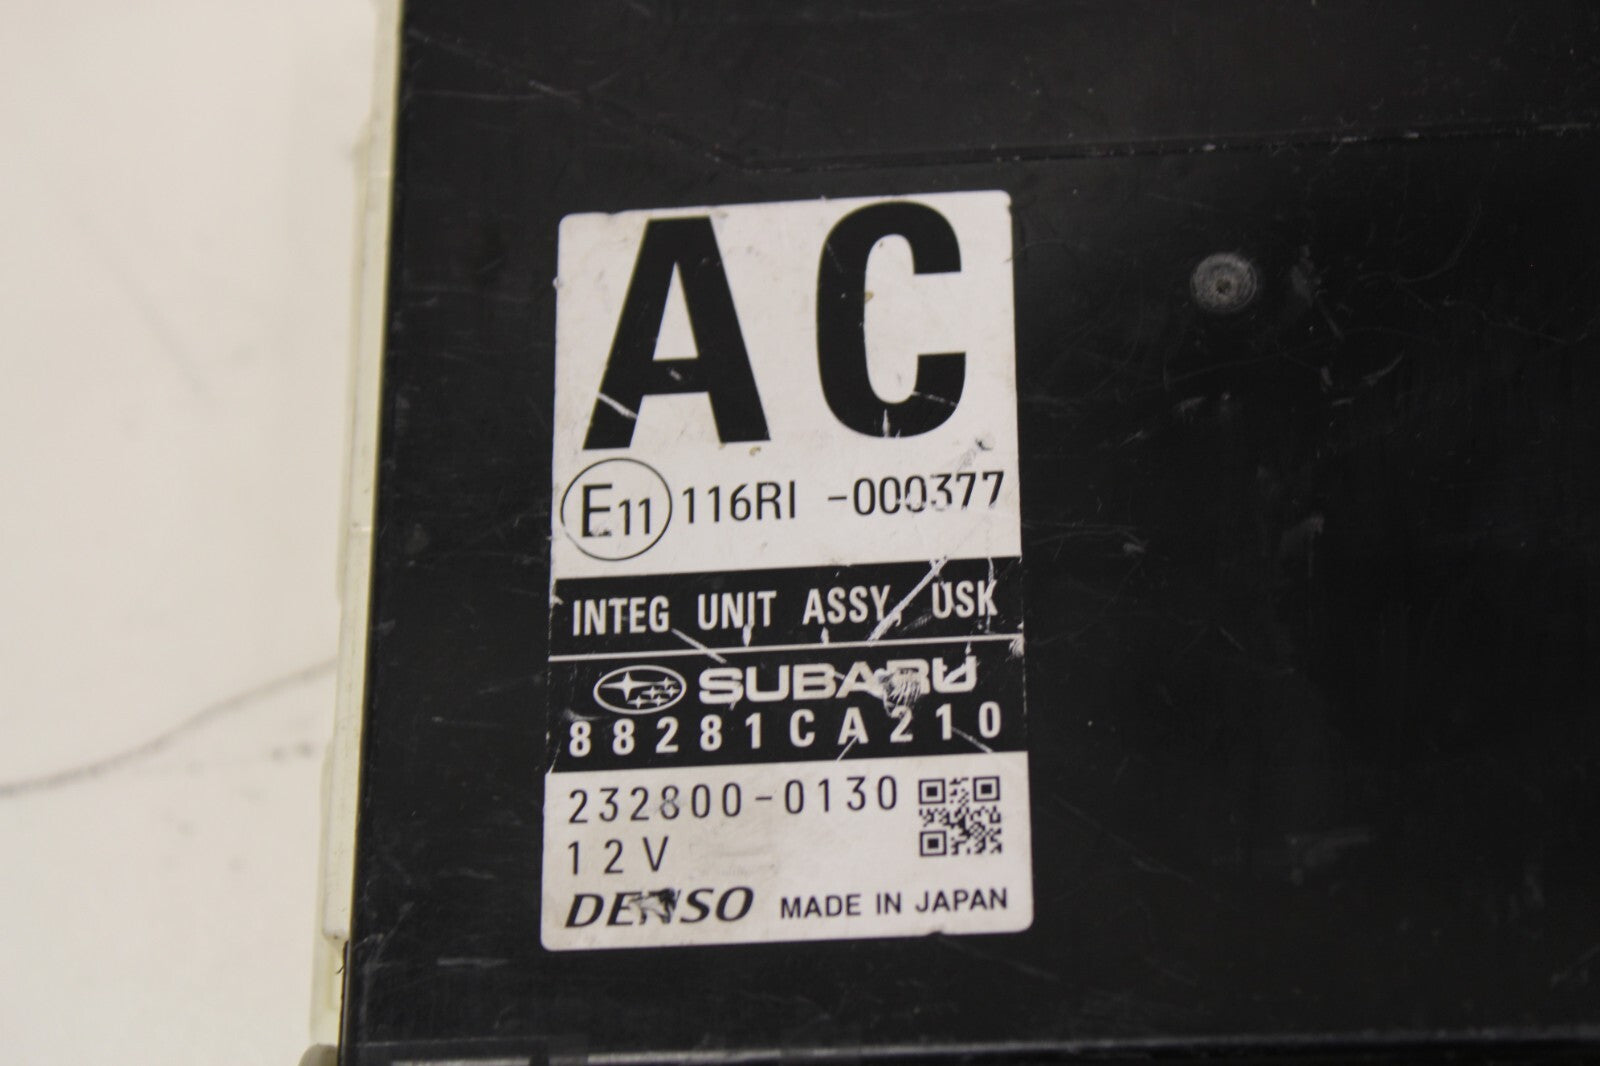 AC
E11 116RI -000377
INTEG UNIT ASSY, USK
SUBARU
88281CA210
232800-0130
12V
DENSO MADE IN JAPAN